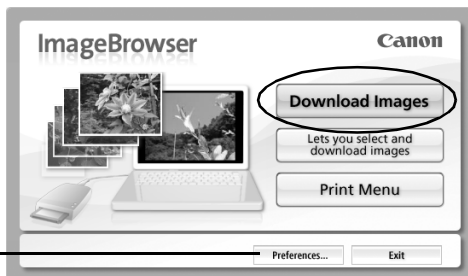 ImageBrowser
Canon
Download Images
Lets you select and
download images
Print Menu
Preferences...
Exit